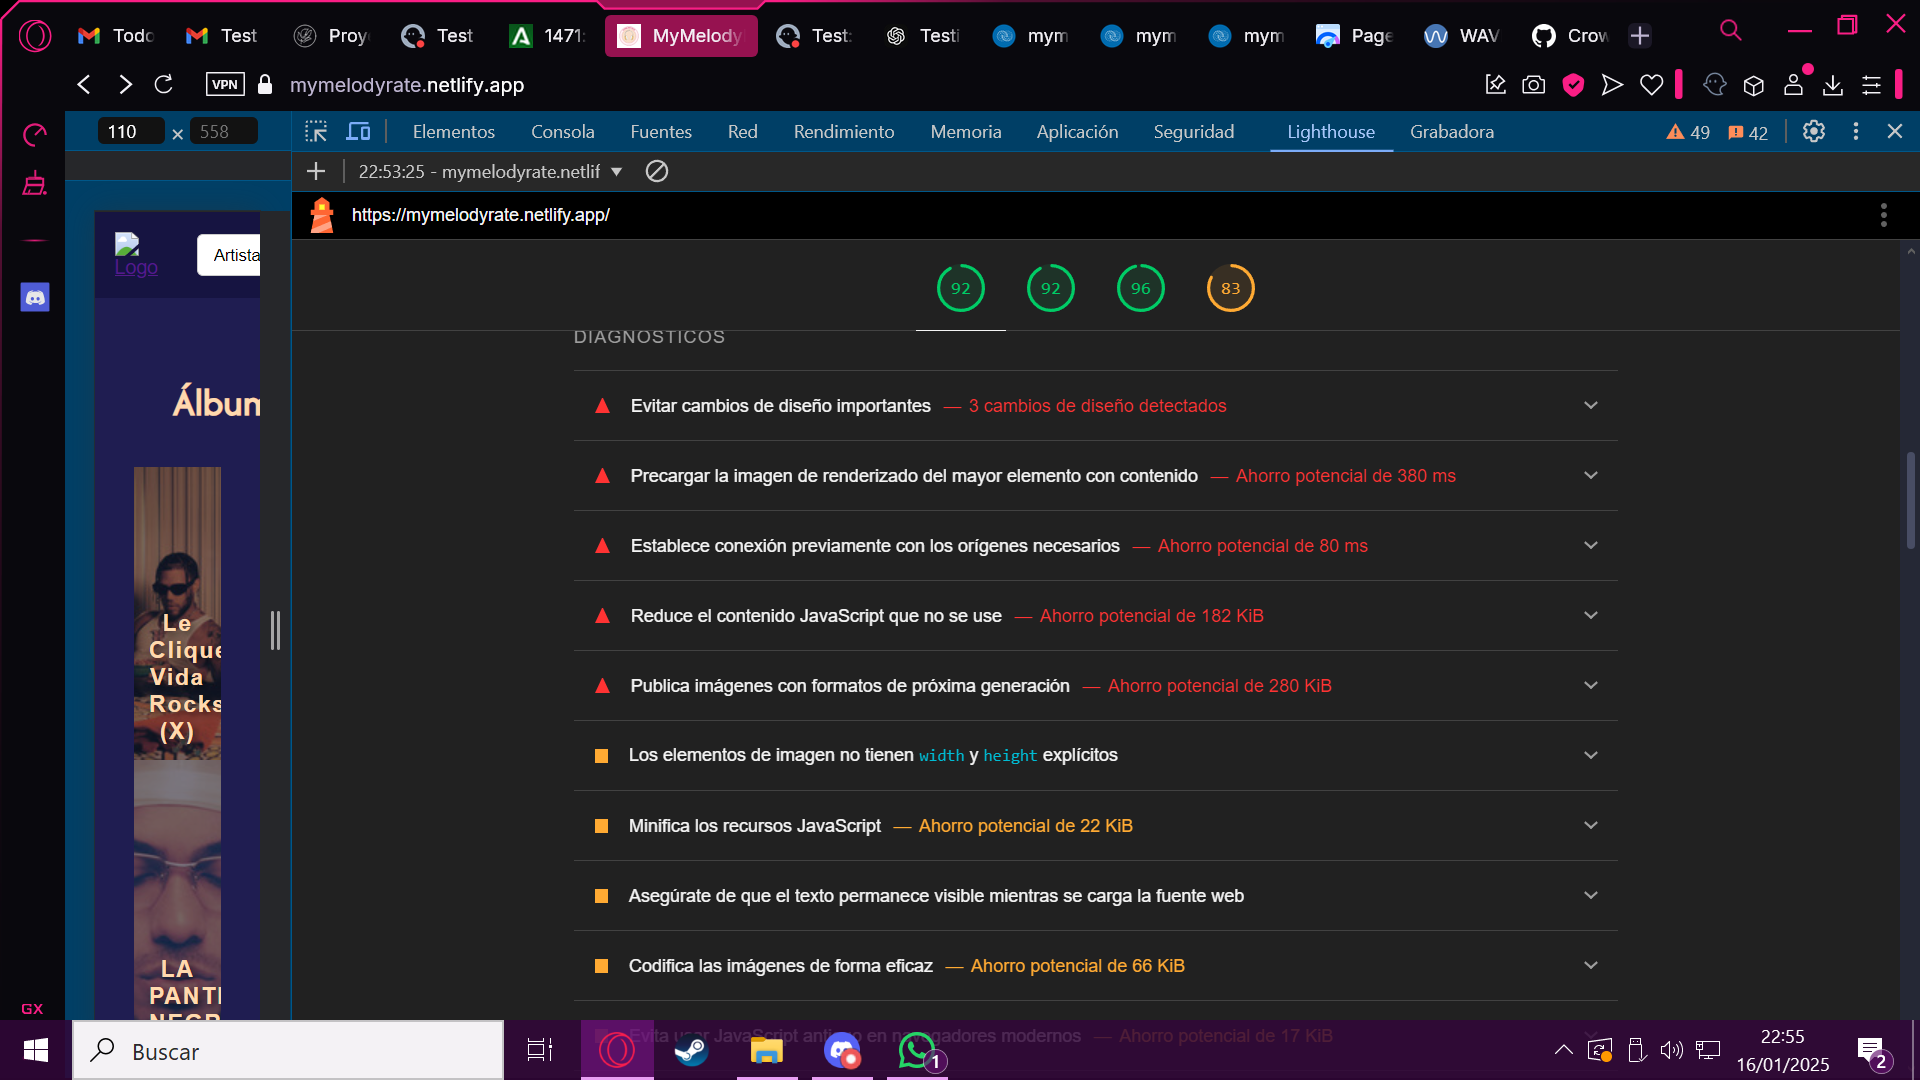 Todo
Test
Proy
Test
1471:
MyMelody
Test:
Testi
mym
mym
mym
Page
WAV
Crow
VPN
mymelodyrate.netlify.app
110 × 558
Elementos
Consola
Fuentes
Red
Rendimiento
Memoria
Aplicación
Seguridad
Lighthouse
Grabadora
49
42
22:53:25 - mymelodyrate.netlif
https://mymelodyrate.netlify.app/
Logo
Artista
92
92
96
83
Álbum
Le
Clique
Vida
Rocks
(X)
LA
PANT
NEGR
DIAGNÓSTICOS
Evitar cambios de diseño importantes — 3 cambios de diseño detectados
Precargar la imagen de renderizado del mayor elemento con contenido — Ahorro potencial de 380 ms
Establece conexión previamente con los orígenes necesarios — Ahorro potencial de 80 ms
Reduce el contenido JavaScript que no se use — Ahorro potencial de 182 KiB
Publica imágenes con formatos de próxima generación — Ahorro potencial de 280 KiB
Los elementos de imagen no tienen width y height explícitos
Minifica los recursos JavaScript — Ahorro potencial de 22 KiB
Asegúrate de que el texto permanece visible mientras se carga la fuente web
Codifica las imágenes de forma eficaz — Ahorro potencial de 66 KiB
Evita usar JavaScript antiguo en navegadores modernos — Ahorro potencial de 17 KiB
GX
Buscar
1
22:55
16/01/2025
2